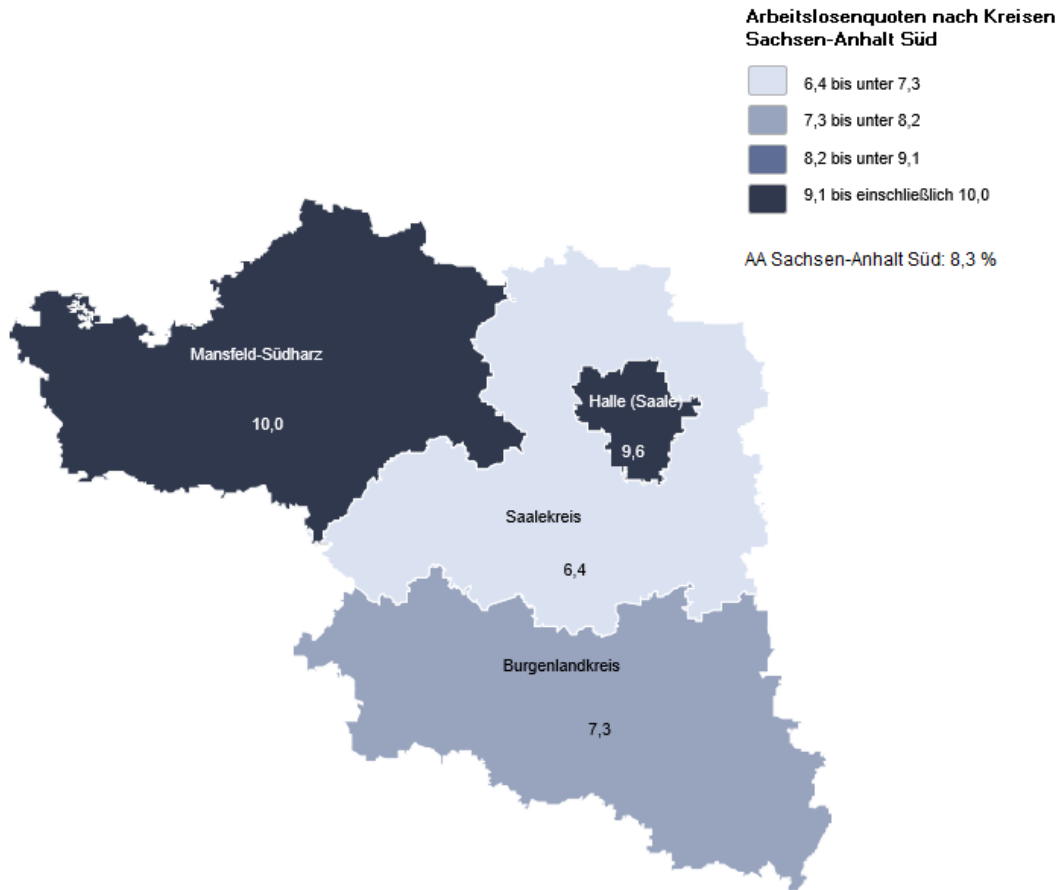 Arbeitslosenquoten nach Kreisen
Sachsen-Anhalt Süd
6,4 bis unter 7,3
7,3 bis unter 8,2
8,2 bis unter 9,1
9,1 bis einschließlich 10,0
AA Sachsen-Anhalt Süd: 8,3 %
Mansfeld-Südharz
10,0
Halle (Saale)
9,6
Saalekreis
6,4
Burgenlandkreis
7,3